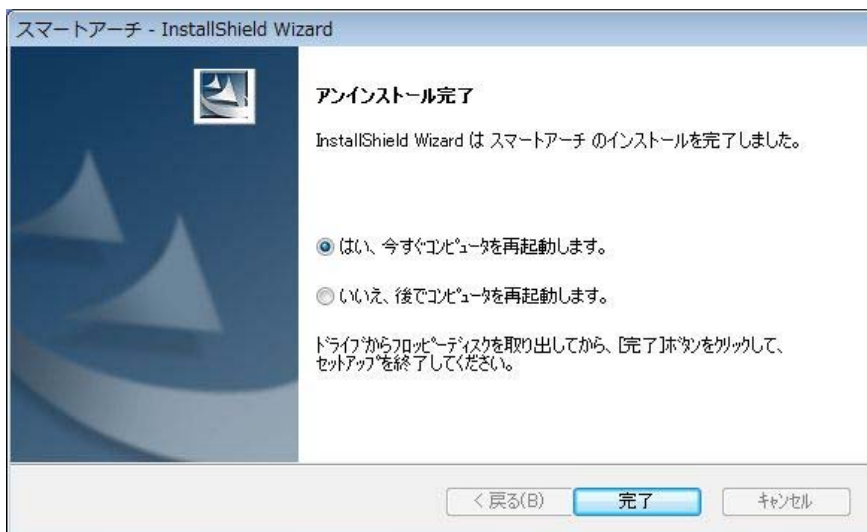 スマートアーチ - InstallShield Wizard
アンインストール完了
InstallShield Wizard は スマートアーチ のインストールを完了しました。
はい、今すぐコンピュータを再起動します。
いいえ、後でコンピュータを再起動します。
ドライブからフロッピーディスクを取り出してから、[完了]ボタンをクリックして、
セットアップを終了してください。
< 戻る(B)
完了
キャンセル